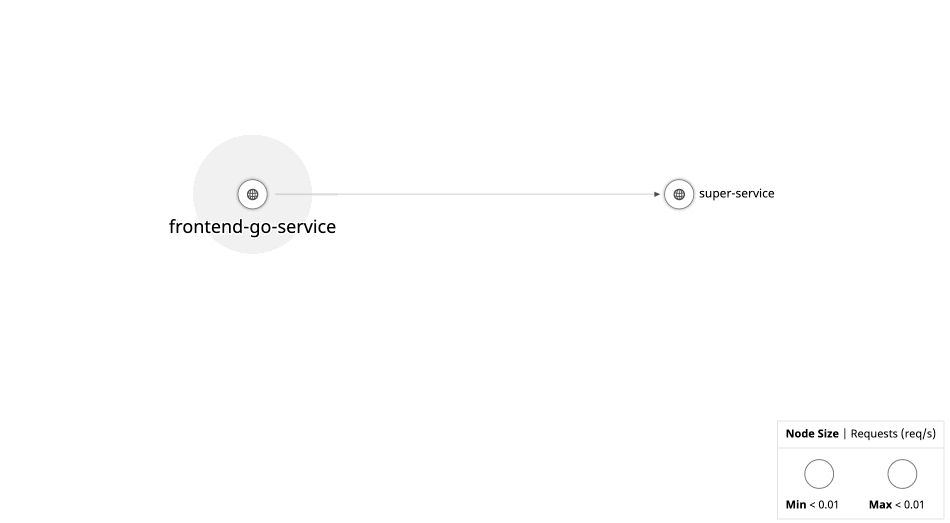 super-service
frontend-go-service
Node Size | Requests (req/s)
Min < 0.01 Max < 0.01